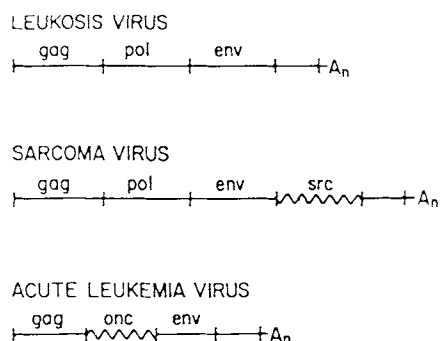 LEUKOSIS VIRUS
gag pol env
An
SARCOMA VIRUS
gag pol env src
An
ACUTE LEUKEMIA VIRUS
gag onc env
An